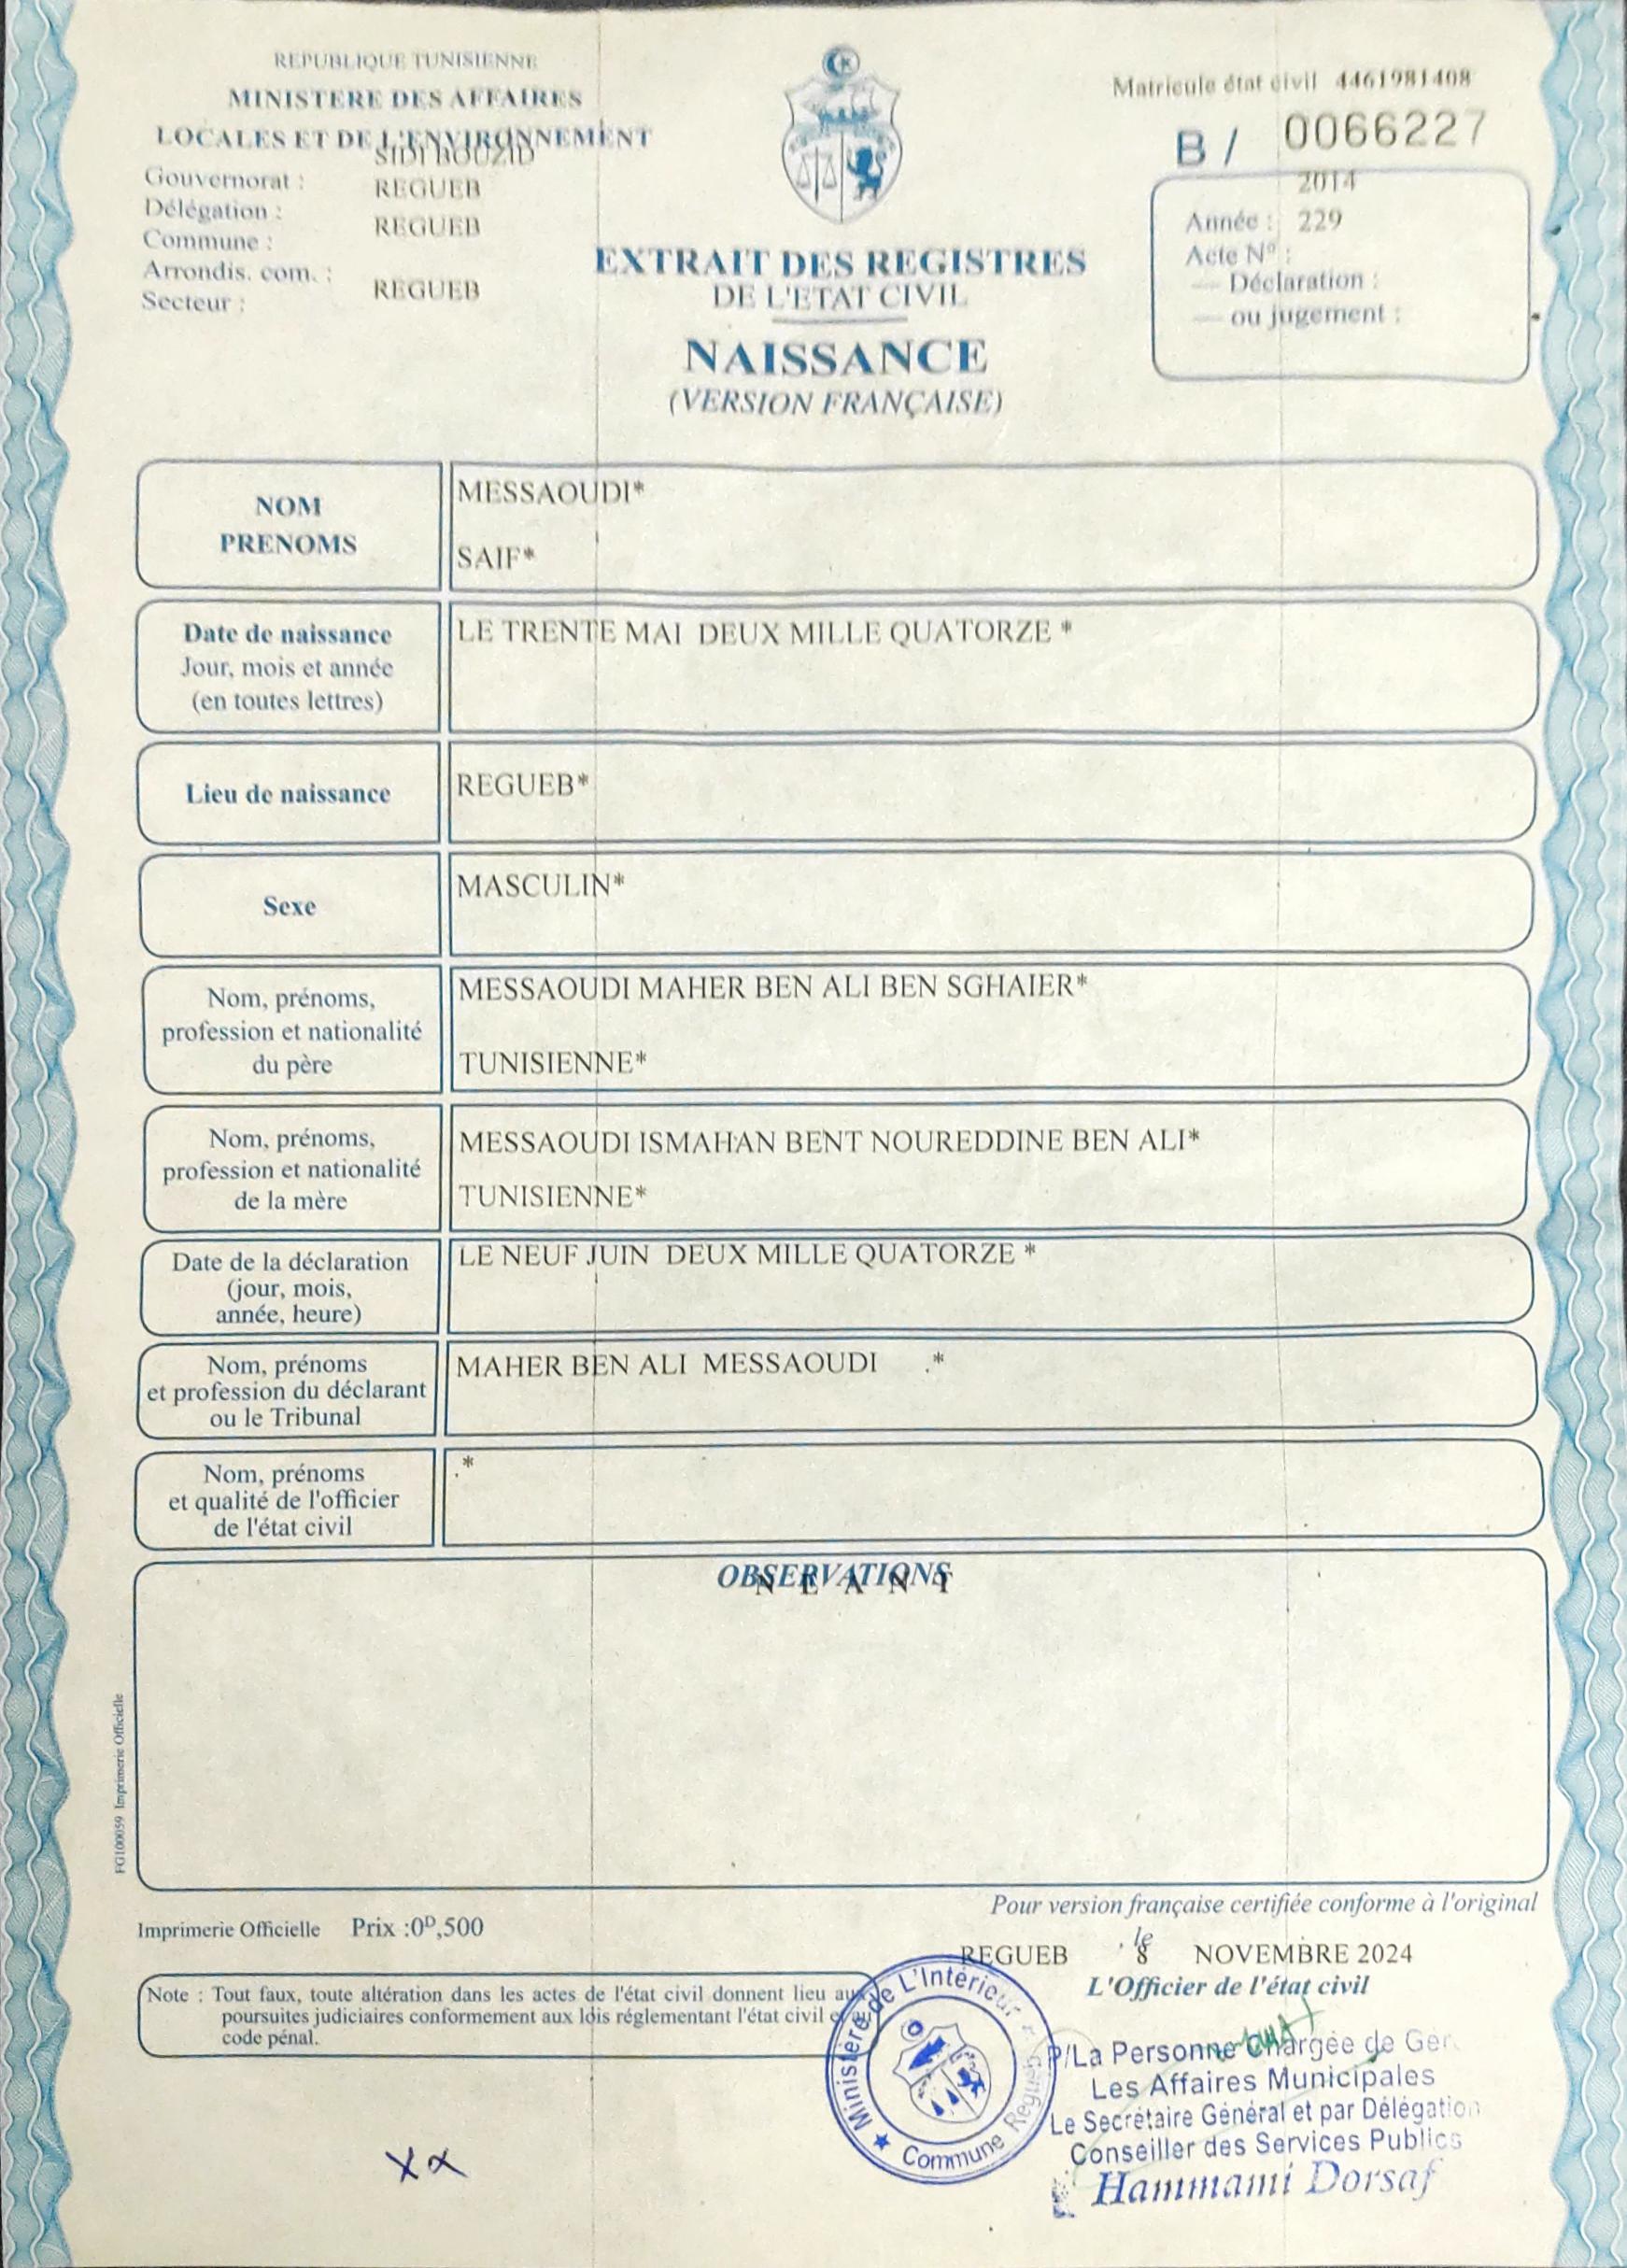 REPUBLIQUE TUNISIENNE
MINISTERE DES AFFAIRES
LOCALES ET DE L'ENVIRONNEMENT
SIDI BOUZID
Gouvernorat :
REGUEB
Délégation :
REGUEB
Commune :
Arrondis. com. :
REGUEB
Secteur :
EXTRAIT DES REGISTRES
DE L'ETAT CIVIL
NAISSANCE
(VERSION FRANÇAISE)
Matricule état civil 4461981408
B / 0066227
2014
Année : 229
Acte N° :
— Déclaration :
— ou jugement :
NOM
PRENOMS
MESSAOUDI*
SAIF*
Date de naissance
Jour, mois et année
(en toutes lettres)
LE TRENTE MAI DEUX MILLE QUATORZE *
Lieu de naissance
REGUEB*
Sexe
MASCULIN*
Nom, prénoms,
profession et nationalité
du père
MESSAOUDI MAHER BEN ALI BEN SGHAIER*
TUNISIENNE*
Nom, prénoms,
profession et nationalité
de la mère
MESSAOUDI ISMAHAN BENT NOUREDDINE BEN ALI*
TUNISIENNE*
Date de la déclaration
(jour, mois,
année, heure)
LE NEUF JUIN DEUX MILLE QUATORZE *
Nom, prénoms
et profession du déclarant
ou le Tribunal
MAHER BEN ALI MESSAOUDI .*
Nom, prénoms
et qualité de l'officier
de l'état civil
.*
OBSERVATIONS
N E A N T
FG100059 Imprimerie Officielle
Pour version française certifiée conforme à l'original
Imprimerie Officielle Prix :0D,500
REGUEB , le 8 NOVEMBRE 2024
L'Officier de l'état civil
Note : Tout faux, toute altération dans les actes de l'état civil donnent lieu aux
poursuites judiciaires conformement aux lois réglementant l'état civil
code pénal.
Ministère de L'Intérieur
Commune Regueb
P/La Personne Chargée de
Les Affaires Municipales
Le Secrétaire Général et par Délégation
Conseiller des Services Publics
Hammami Dorsaf